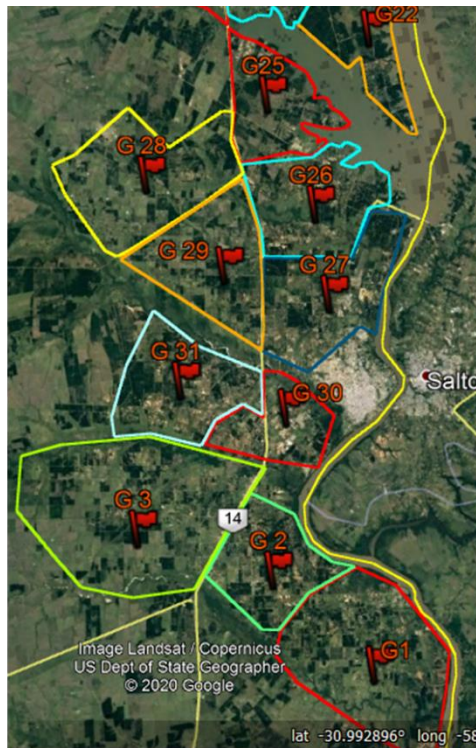 G22
G25
G 28
G26
G 29
G 27
G 31
G 30
Salto
G 3
14
G 2
G1
Image Landsat / Copernicus
US Dept of State Geographer
© 2020 Google
lat -30.992896° long